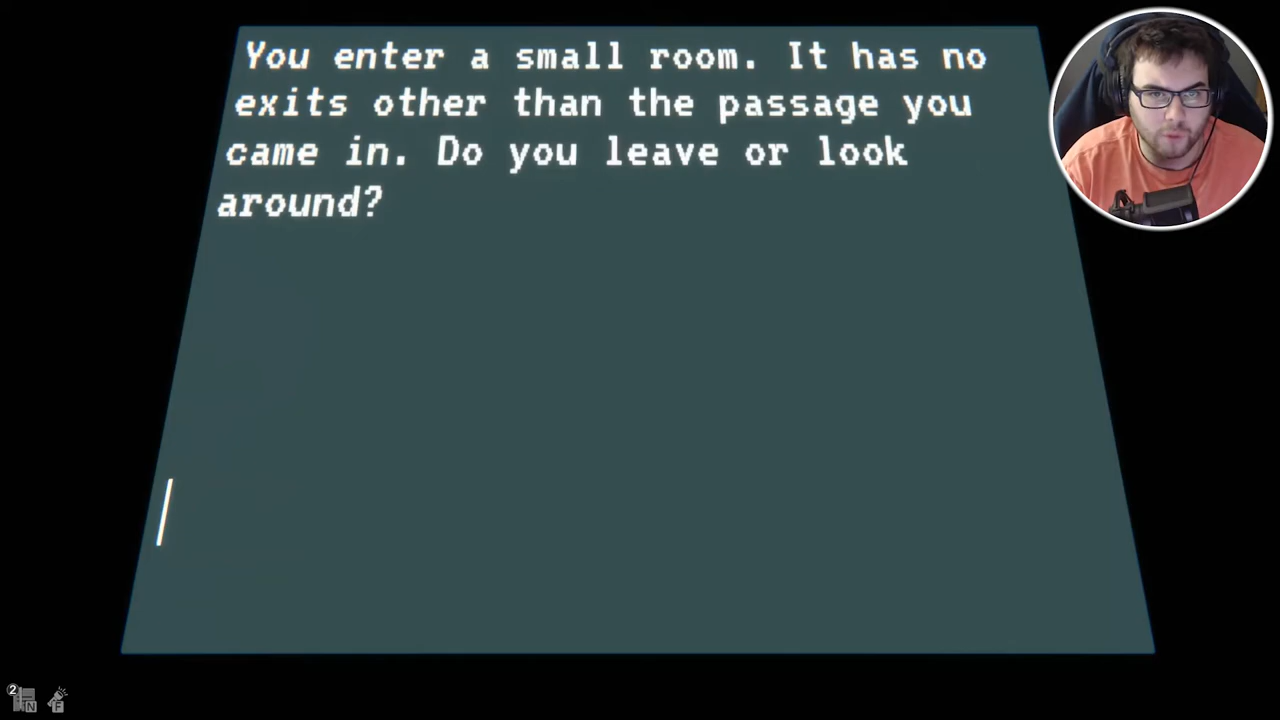 You enter a small room. It has no
exits other than the passage you
came in. Do you leave or look
around?
2
N
F